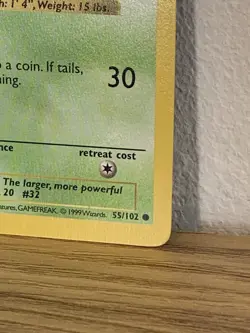 h: 1' 4", Weight: 15 lbs.
a coin. If tails,
ing.
30
nce
retreat cost
The larger, more powerful
20 #32
tures, GAMEFREAK. © 1999 Wizards. 55/102